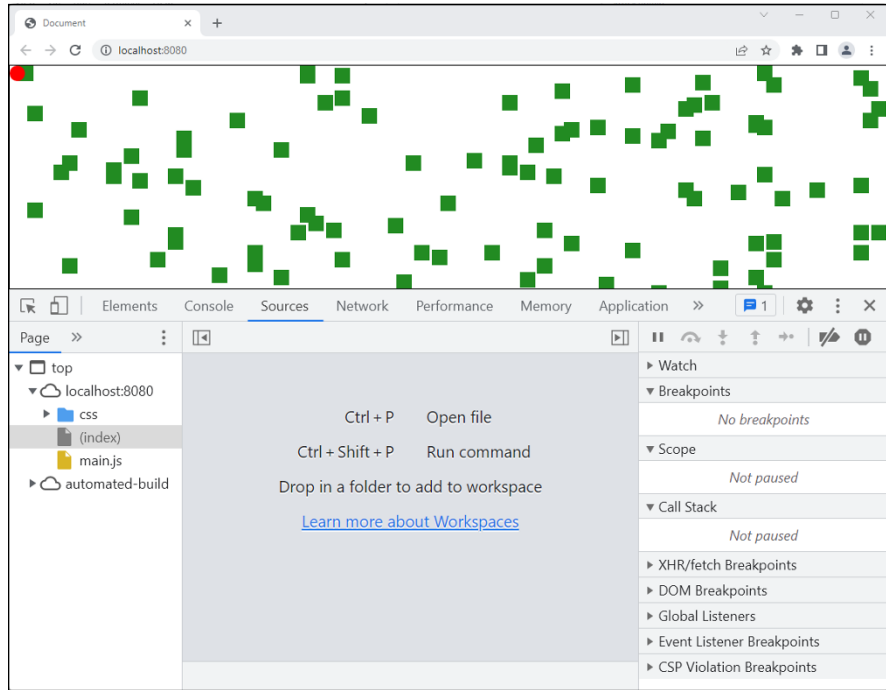 Document
localhost:8080
Elements Console Sources Network Performance Memory Application 1
Page
top
localhost:8080
css
(index)
main.js
automated-build
Ctrl + P Open file
Ctrl + Shift + P Run command
Drop in a folder to add to workspace
Learn more about Workspaces
Watch
Breakpoints
No breakpoints
Scope
Not paused
Call Stack
Not paused
XHR/fetch Breakpoints
DOM Breakpoints
Global Listeners
Event Listener Breakpoints
CSP Violation Breakpoints